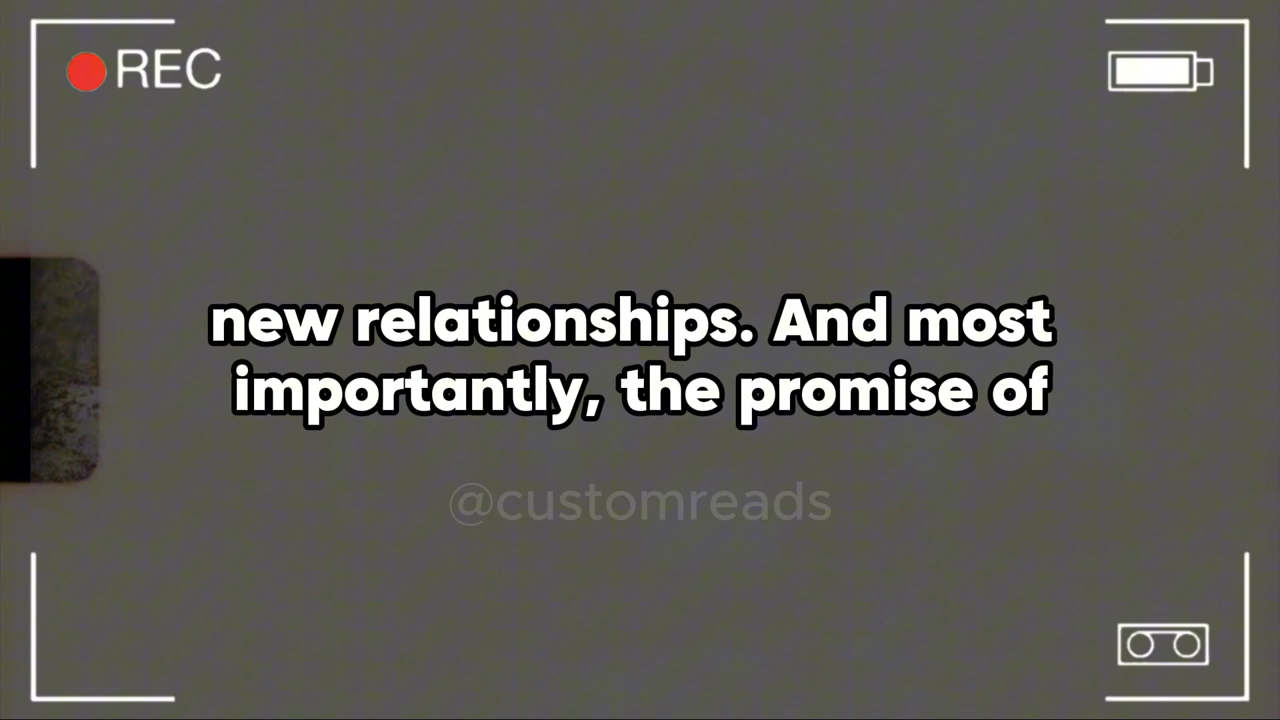 REC
new relationships. And most
importantly, the promise of
@customreads